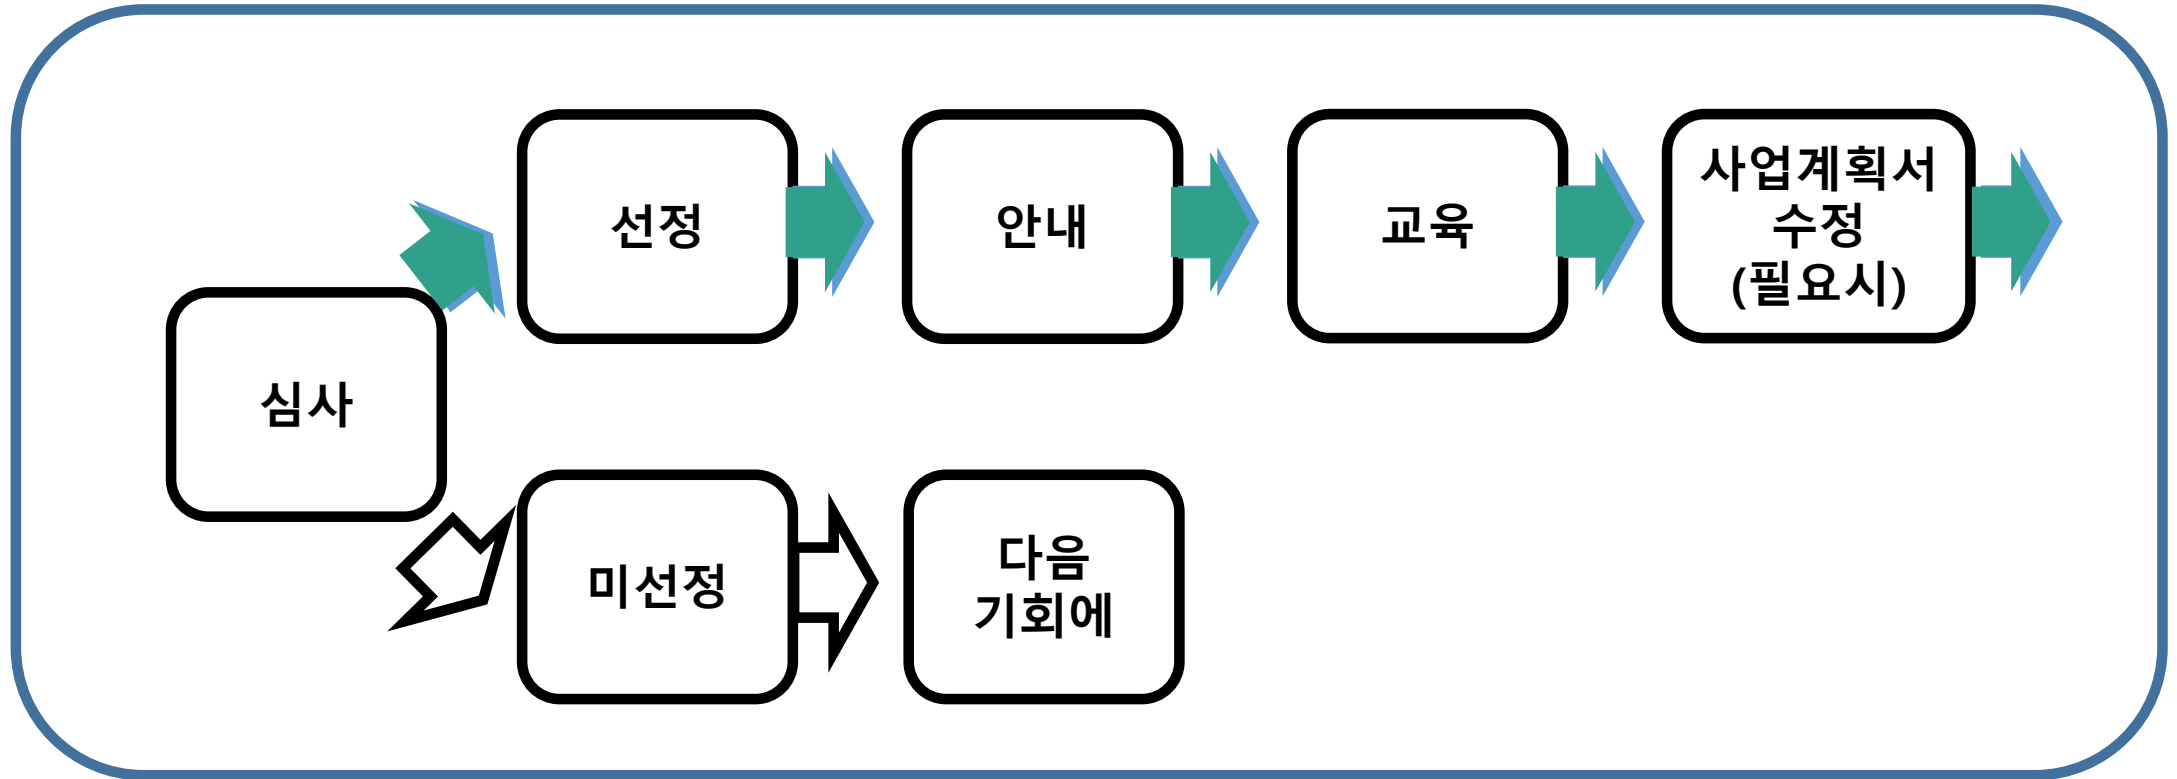 심사
선정
안내
교육
사업계획서
수정
(필요시)
미선정
다음
기회에